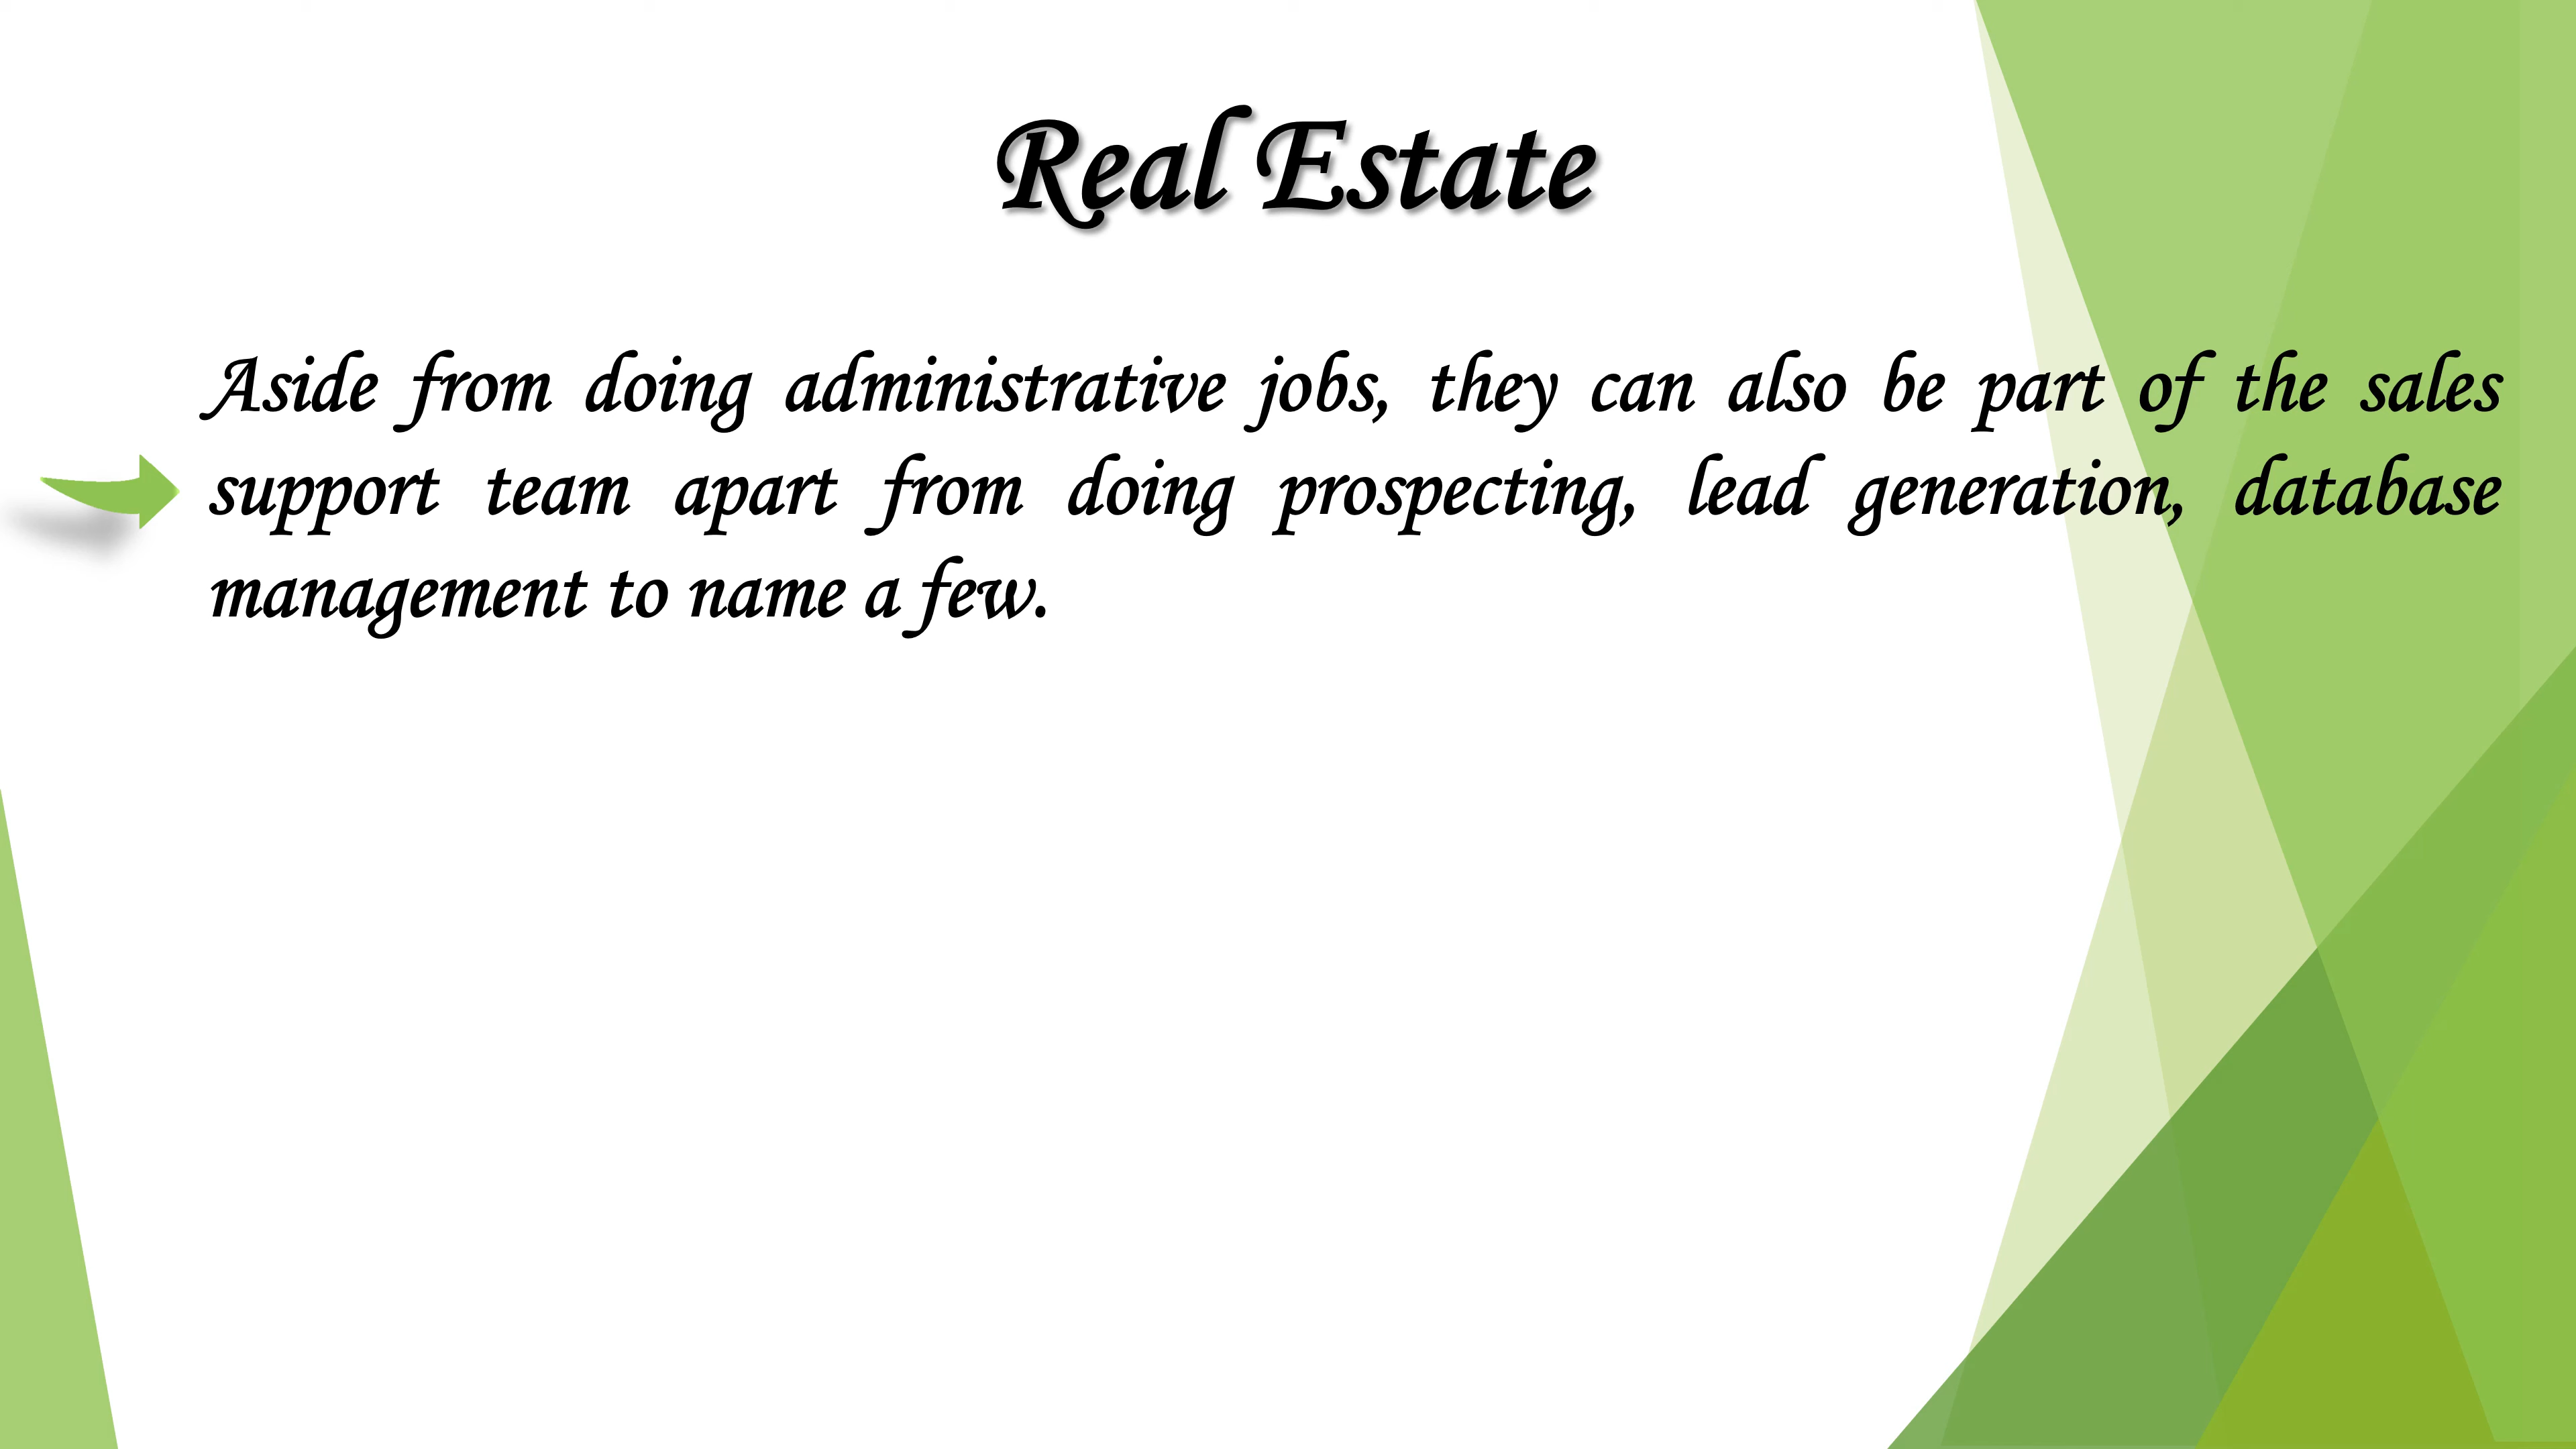 Real Estate
Aside from doing administrative jobs, they can also be part of the sales
support team apart from doing prospecting, lead generation, database
management to name a few.